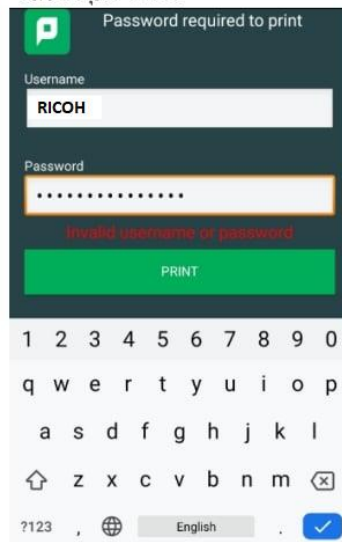 Password required to print
Username
RICOH
Password
•••••••••••••••
Invalid username or password
PRINT
1 2 3 4 5 6 7 8 9 0
q w e r t y u i o p
a s d f g h j k l
z x c v b n m
?123 , English .